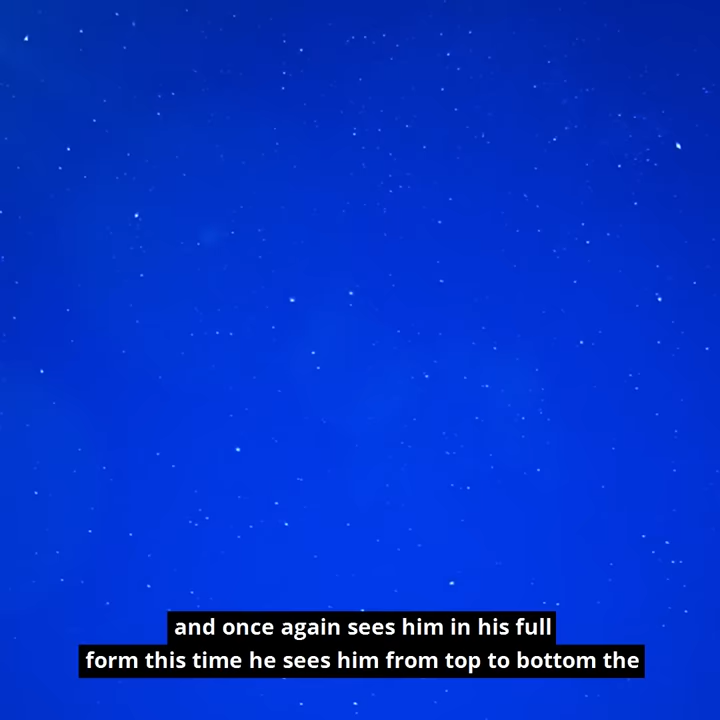 and once again sees him in his full
form this time he sees him from top to bottom the